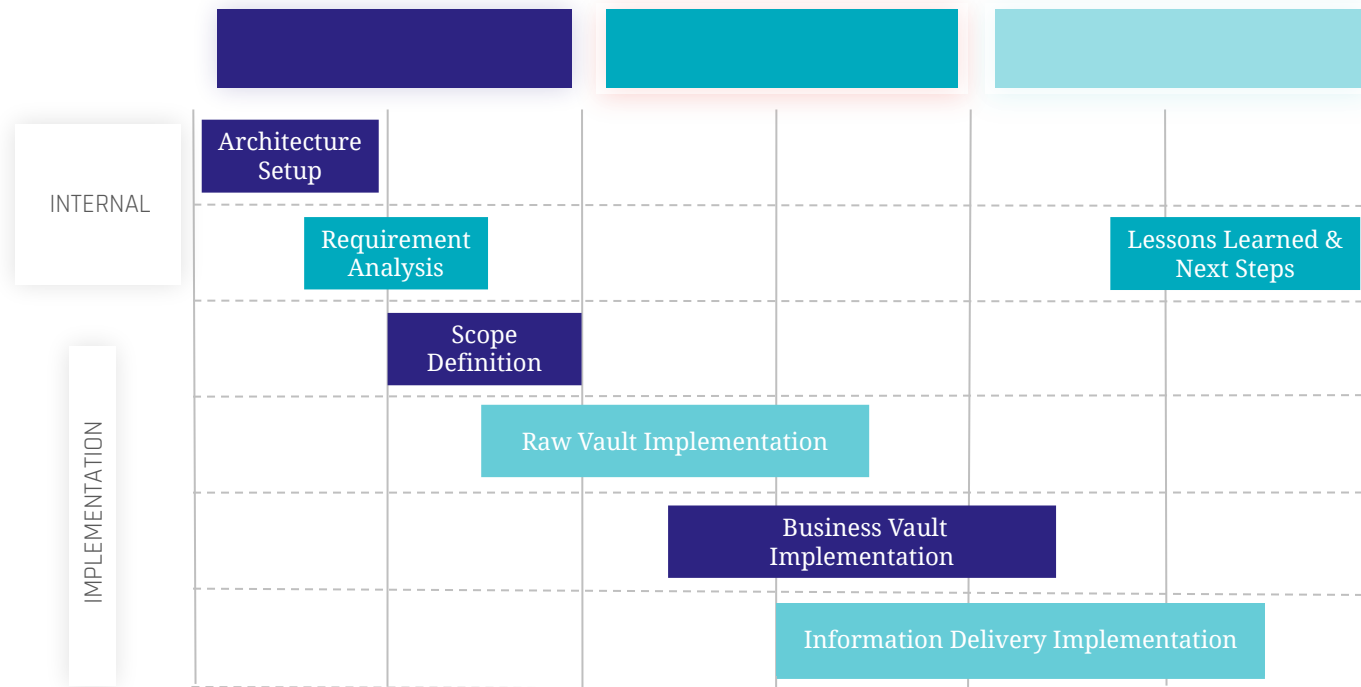 Architecture
Setup
INTERNAL
Requirement
Analysis
Lessons Learned &
Next Steps
Scope
Definition
IMPLEMENTATION
Raw Vault Implementation
Business Vault
Implementation
Information Delivery Implementation